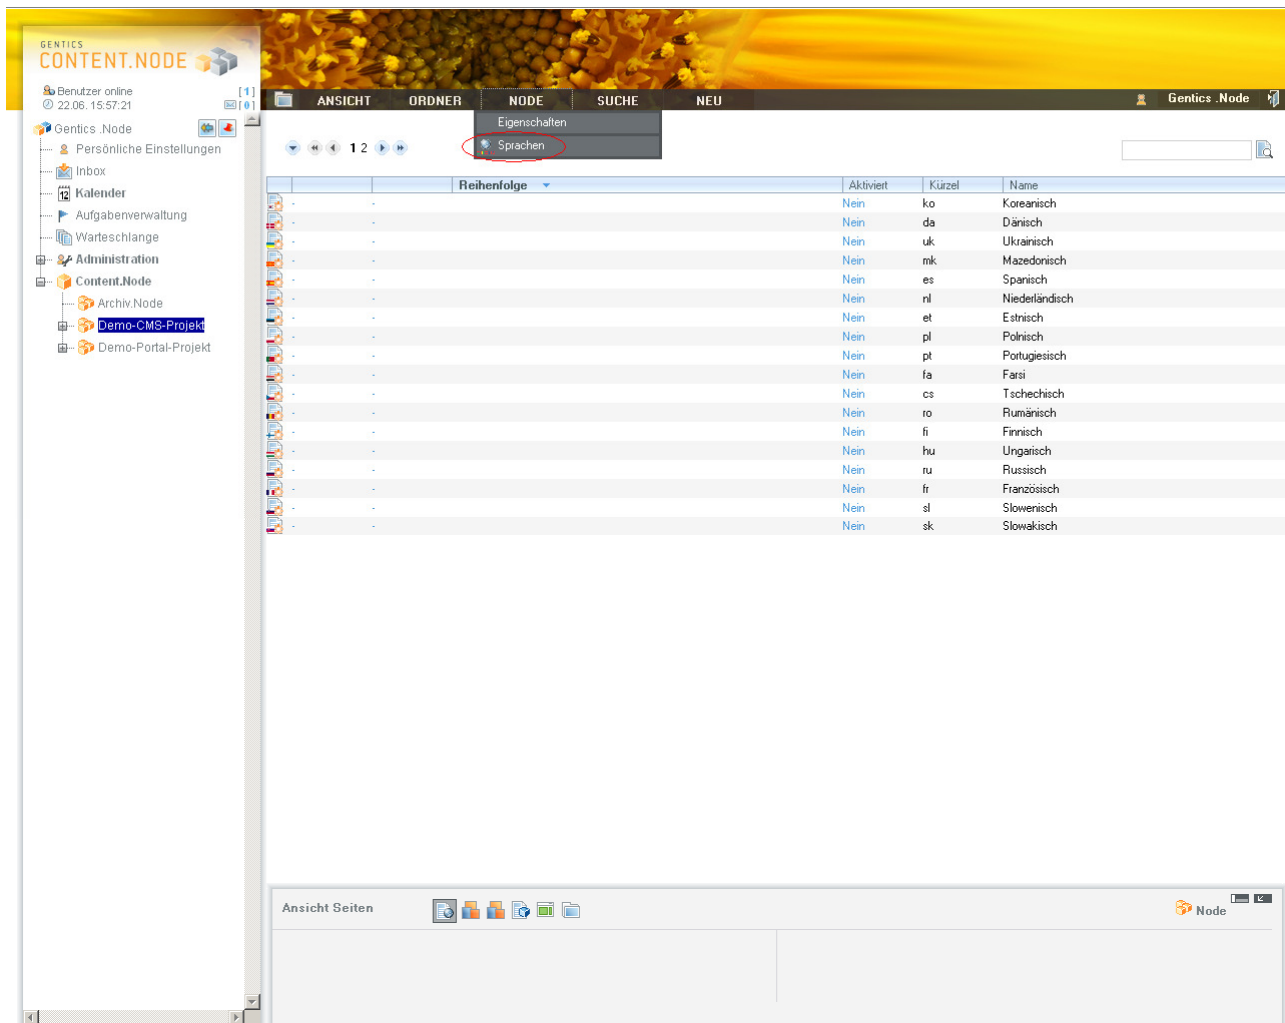 GENTICS
CONTENT.NODE
Benutzer online [1]
22.06. 15:57:21 [0]
ANSICHT ORDNER NODE SUCHE NEU Gentics .Node
Eigenschaften
Sprachen
Gentics .Node
Persönliche Einstellungen
Inbox
12 Kalender
Aufgabenverwaltung
Warteschlange
Administration
Content.Node
Archiv.Node
Demo-CMS-Projekt
Demo-Portal-Projekt
1 2
Reihenfolge Aktiviert Kürzel Name
- - Nein ko Koreanisch
- - Nein da Dänisch
- - Nein uk Ukrainisch
- - Nein mk Mazedonisch
- - Nein es Spanisch
- - Nein nl Niederländisch
- - Nein et Estnisch
- - Nein pl Polnisch
- - Nein pt Portugiesisch
- - Nein fa Farsi
- - Nein cs Tschechisch
- - Nein ro Rumänisch
- - Nein fi Finnisch
- - Nein hu Ungarisch
- - Nein ru Russisch
- - Nein fr Französisch
- - Nein sl Slowenisch
- - Nein sk Slowakisch
Ansicht Seiten Node